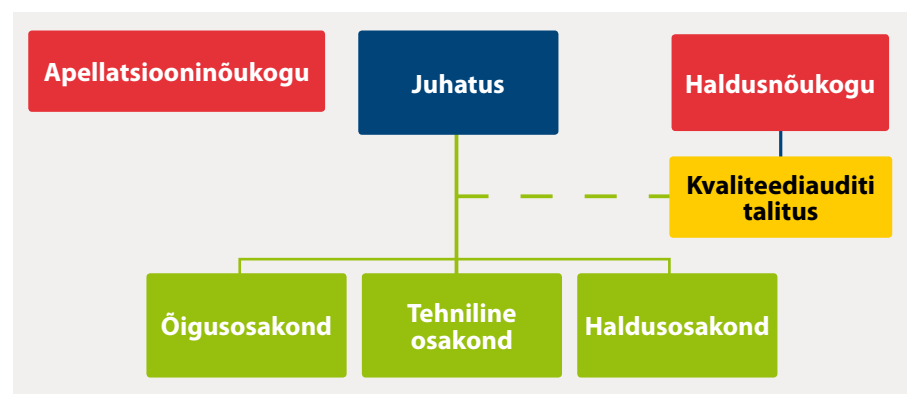 Apellatsiooninõukogu
Juhatus
Haldusnõukogu
Kvaliteediauditi
talitus
Õigusosakond
Tehniline
osakond
Haldusosakond